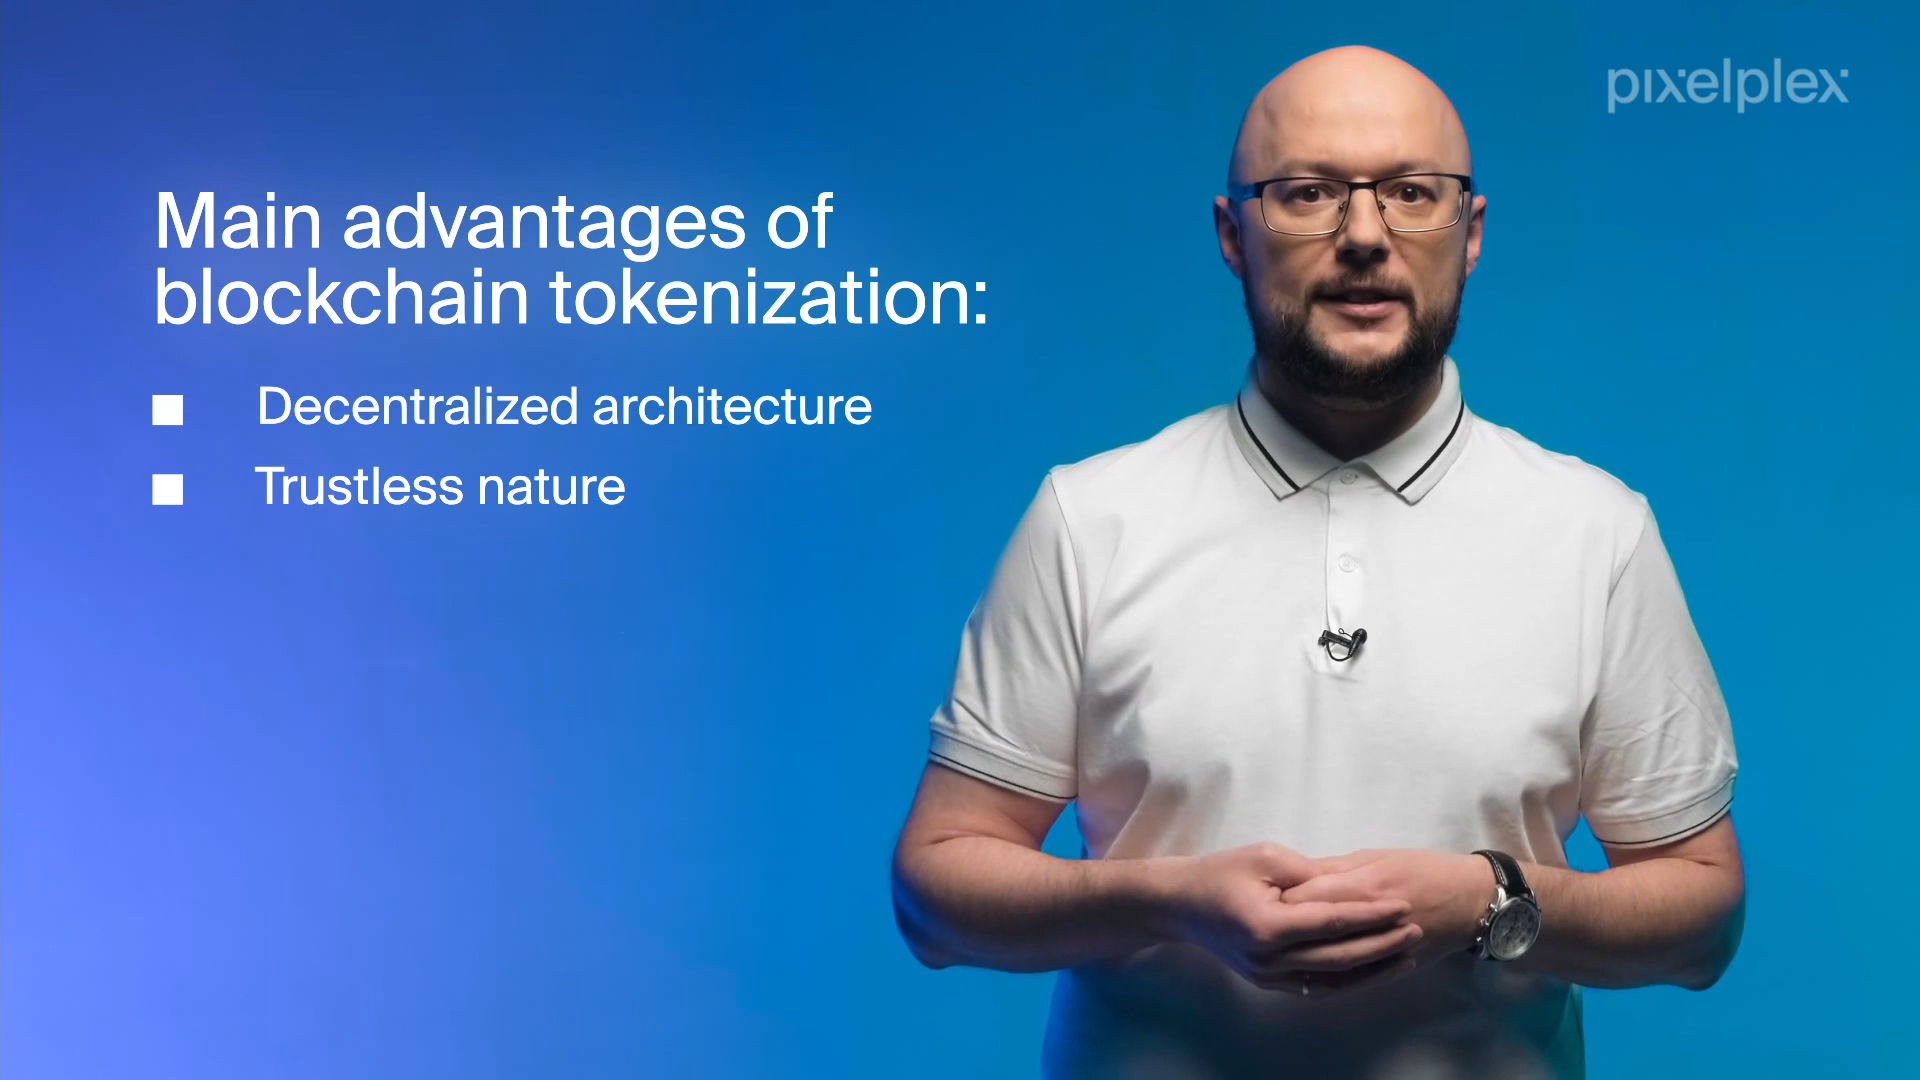 pixelplex
Main advantages of
blockchain tokenization:
Decentralized architecture
Trustless nature